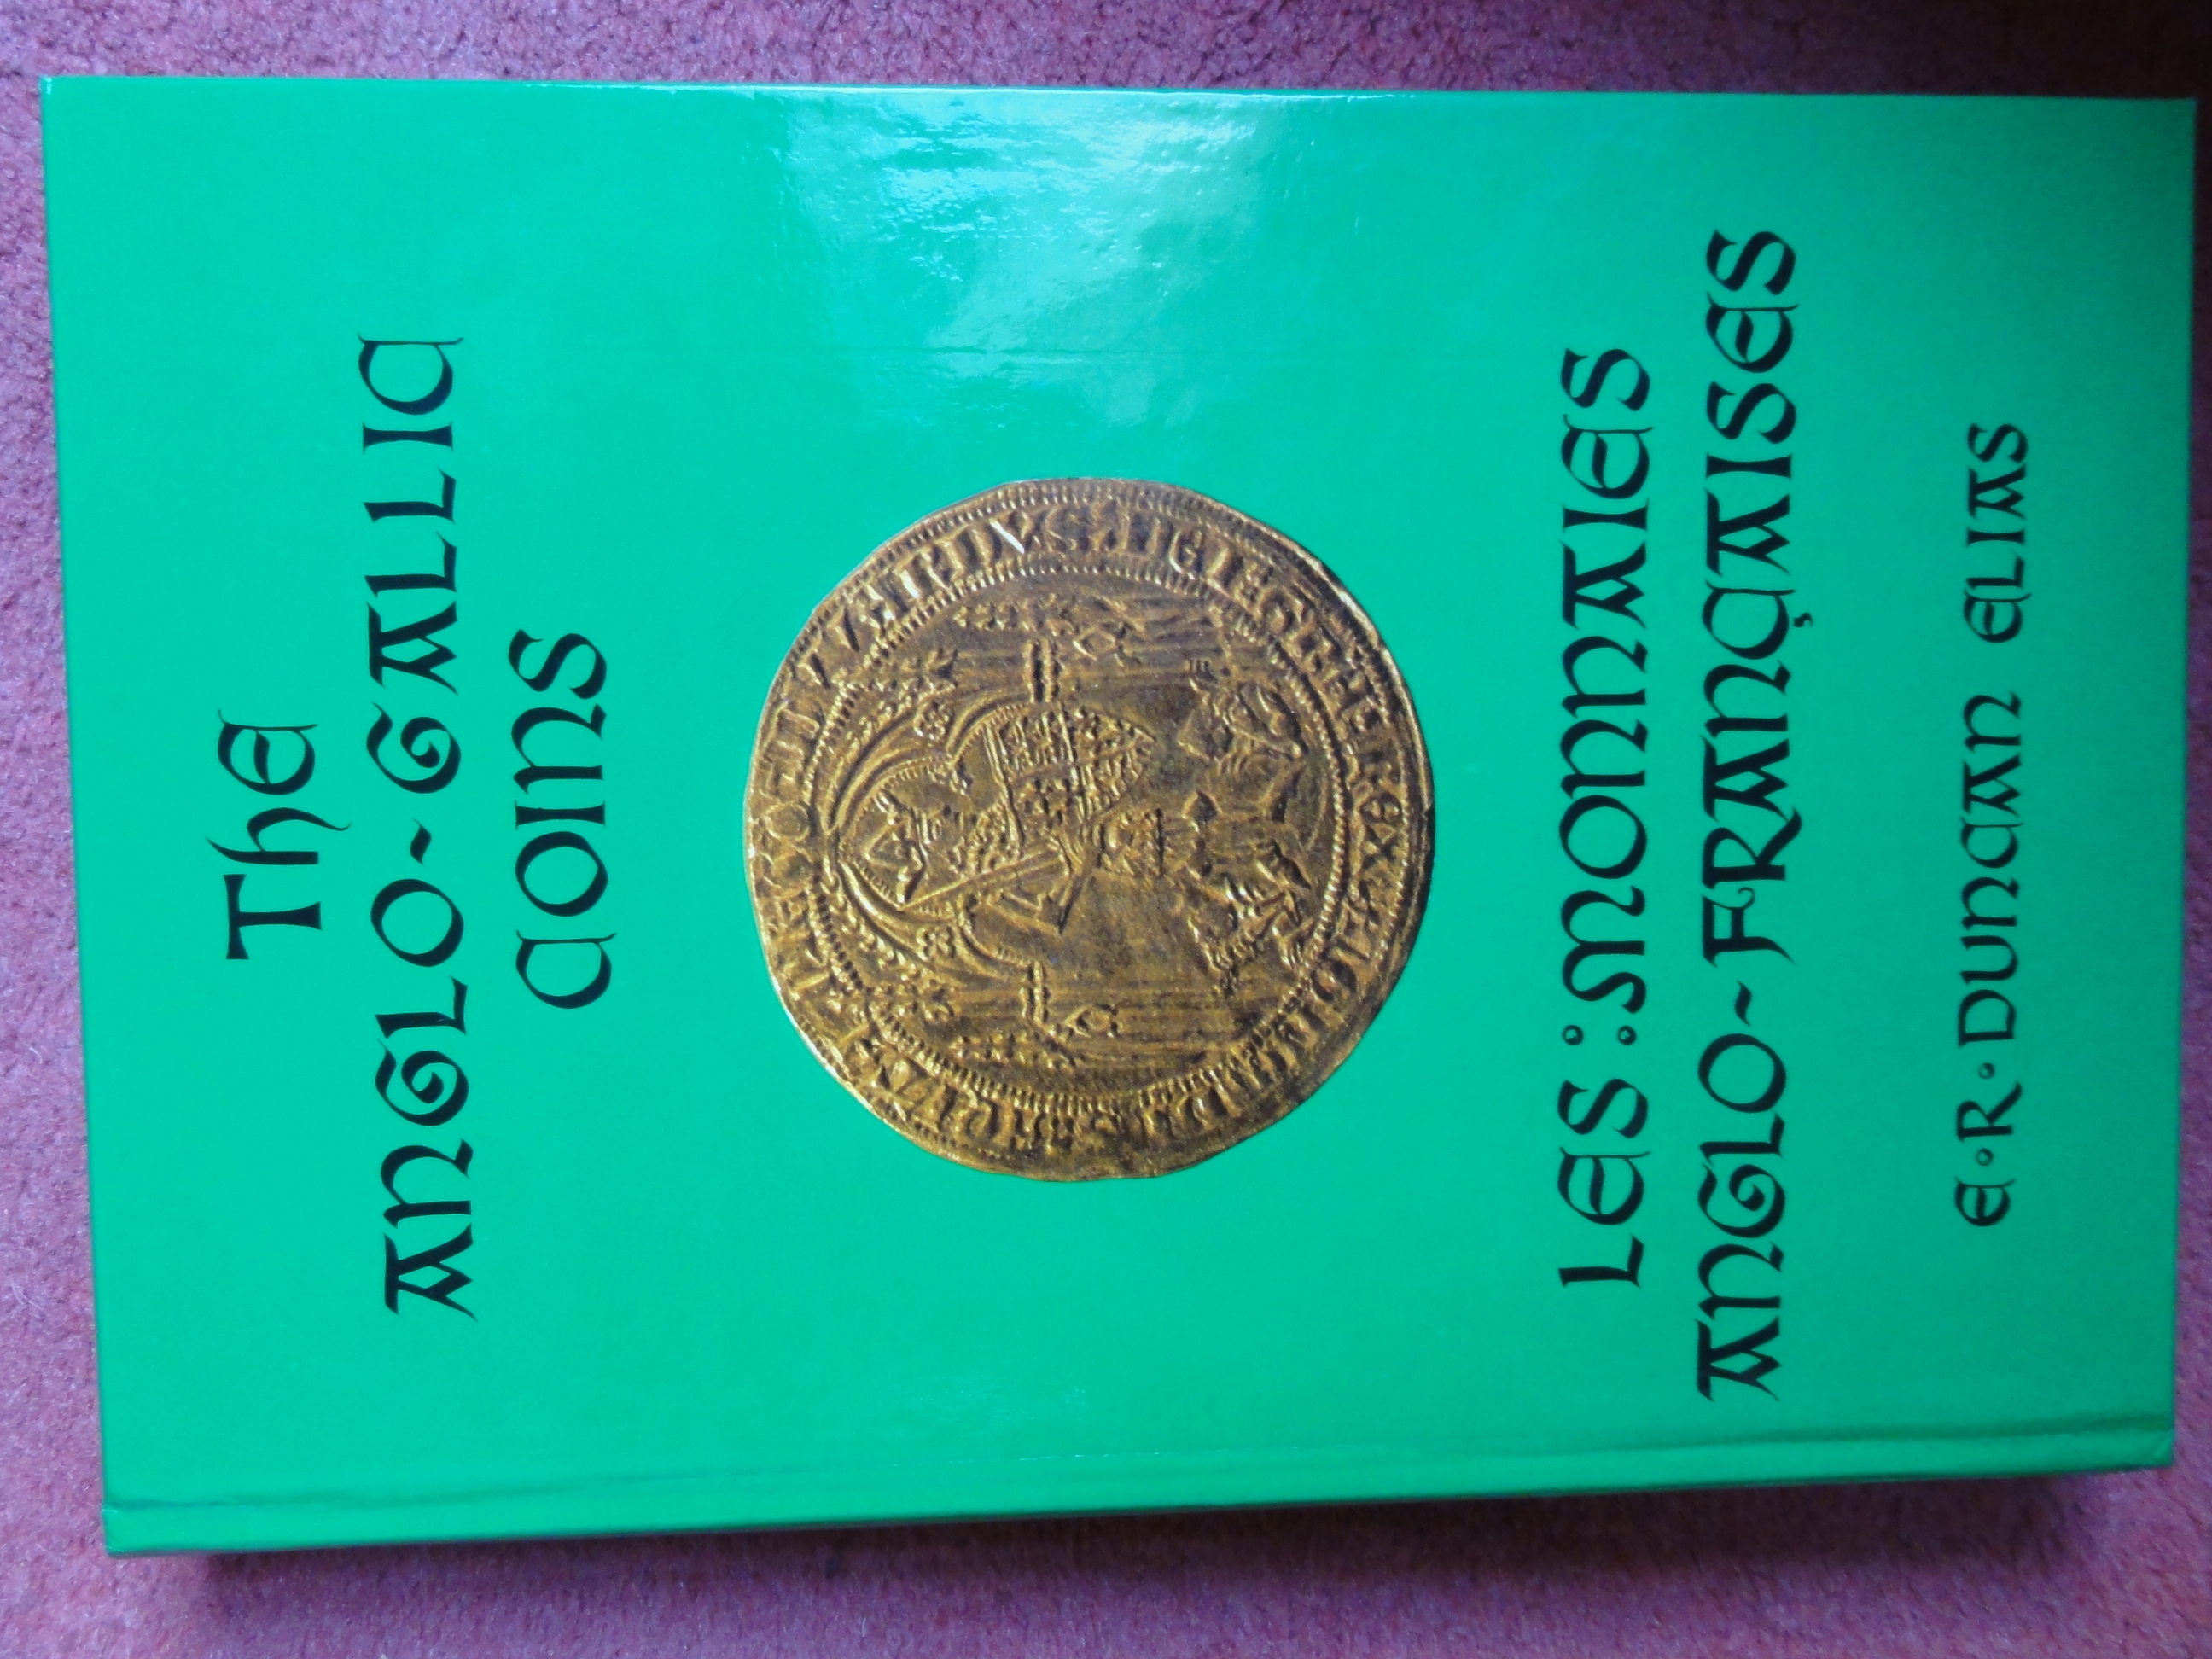 The
ANGLO-GALLIC
COINS
LES MONNAIES
ANGLO-FRANÇAISES
E·R·DUNCAN ELIAS